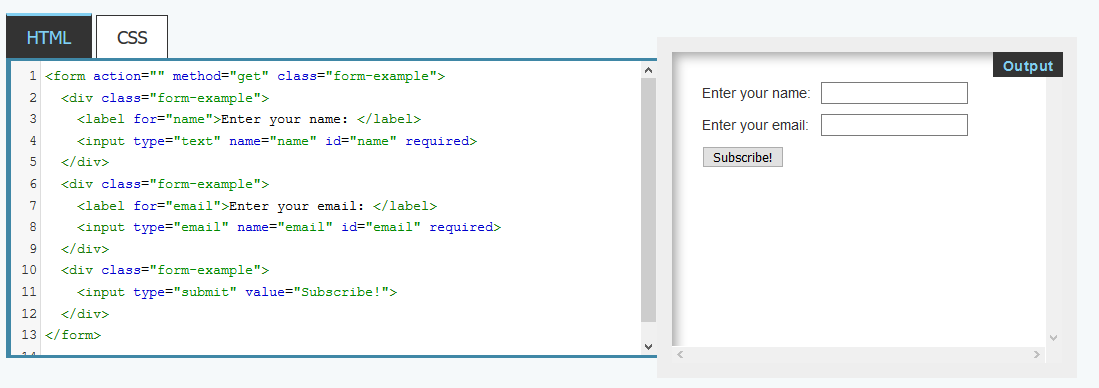 HTML CSS
1 <form action="" method="get" class="form-example">
2 <div class="form-example">
3 <label for="name">Enter your name: </label>
4 <input type="text" name="name" id="name" required>
5 </div>
6 <div class="form-example">
7 <label for="email">Enter your email: </label>
8 <input type="email" name="email" id="email" required>
9 </div>
10 <div class="form-example">
11 <input type="submit" value="Subscribe!">
12 </div>
13 </form>
14
Output
Enter your name:
Enter your email:
Subscribe!